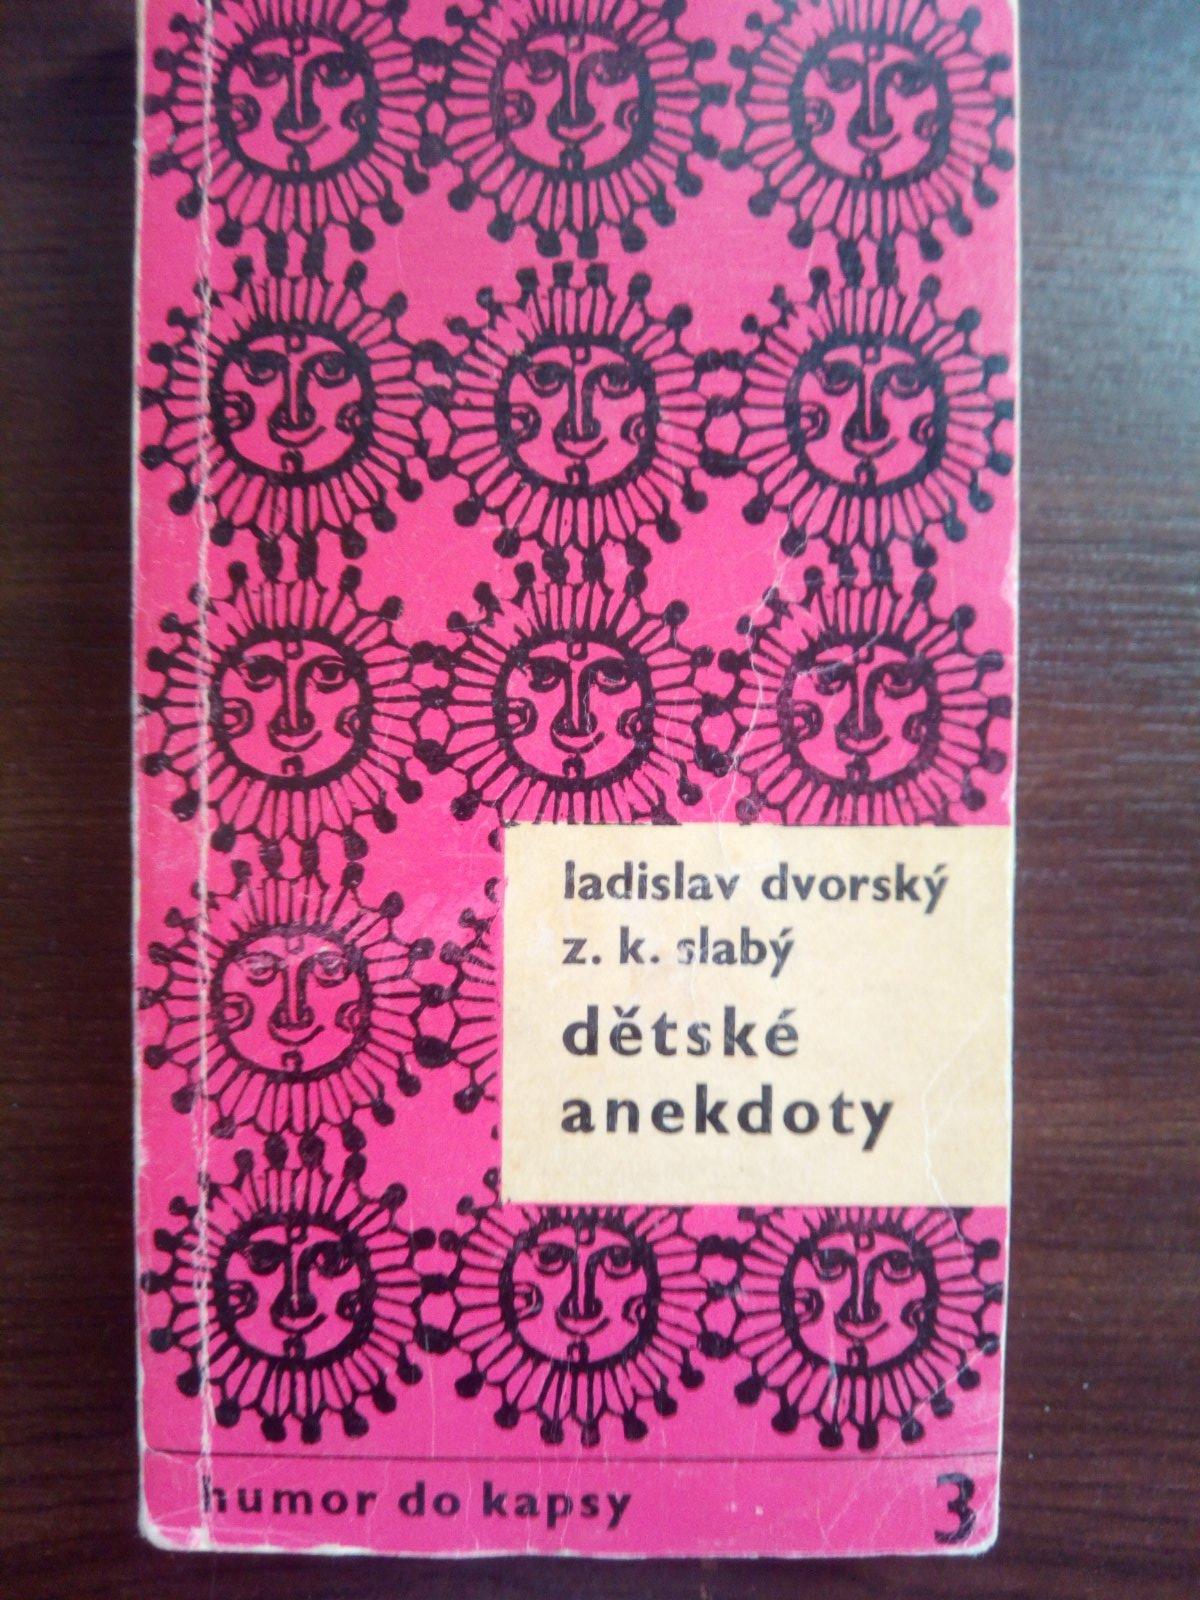 ladislav dvorský
z. k. slabý
dětské
anekdoty
humor do kapsy 3